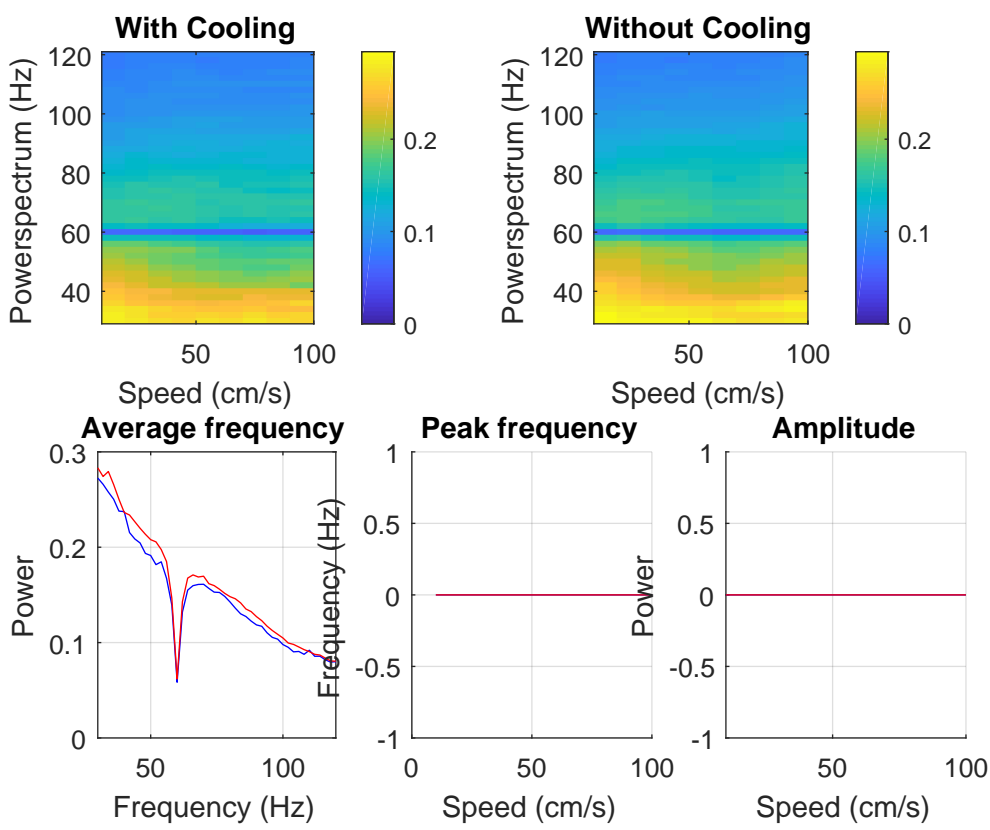 With Cooling
Powerspectrum (Hz)
120
100
80
60
40
50
100
Speed (cm/s)
0.2
0.1
0
Without Cooling
Powerspectrum (Hz)
120
100
80
60
40
50
100
Speed (cm/s)
0.2
0.1
0
Average frequency
Power
0.3
0.2
0.1
0
50
100
Frequency (Hz)
Peak frequency
Frequency (Hz)
1
0.5
0
-0.5
-1
0
50
100
Speed (cm/s)
Amplitude
Power
1
0.5
0
-0.5
-1
50
100
Speed (cm/s)